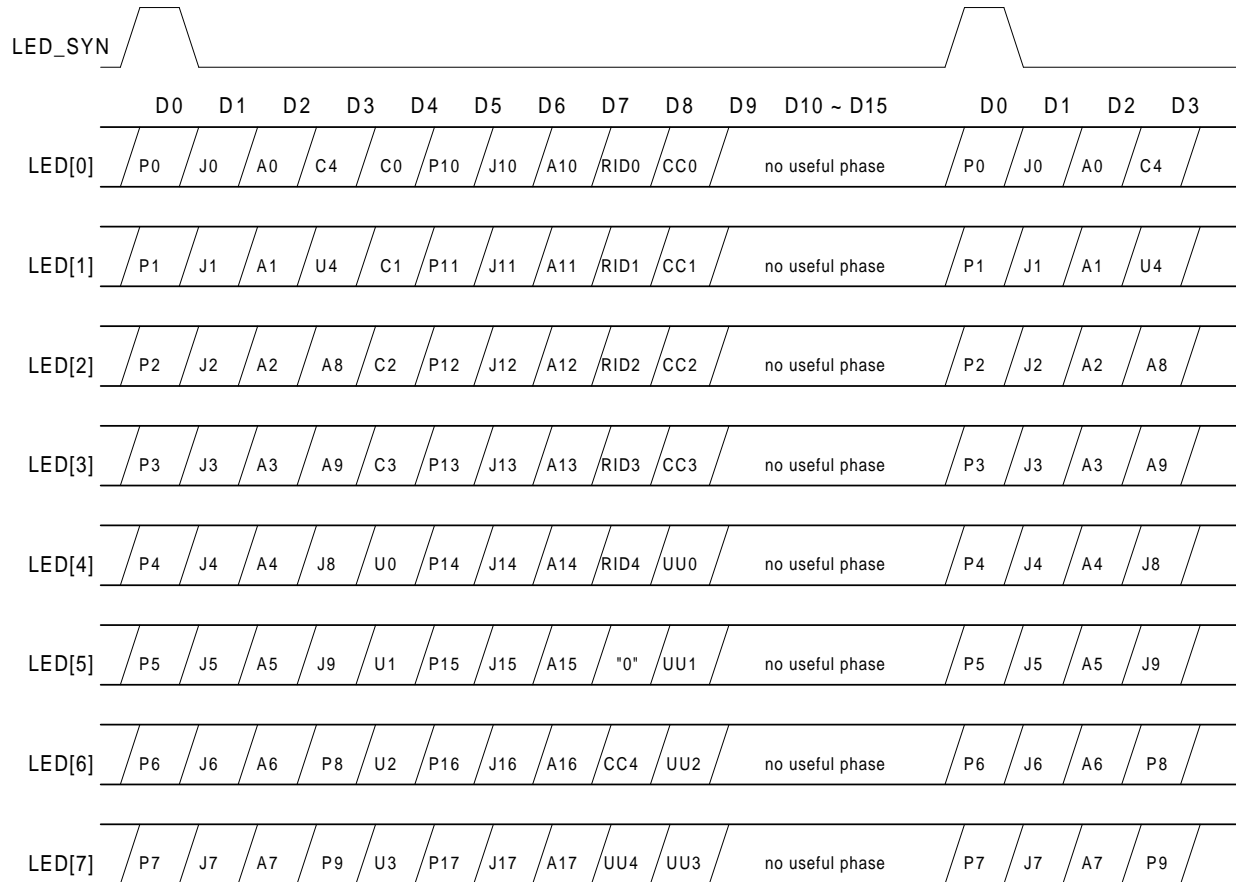 LED_SYN
D0 D1 D2 D3 D4 D5 D6 D7 D8 D9 D10 ~ D15 D0 D1 D2 D3
LED[0] P0 J0 A0 C4 C0 P10 J10 A10 RID0 CC0 no useful phase P0 J0 A0 C4
LED[1] P1 J1 A1 U4 C1 P11 J11 A11 RID1 CC1 no useful phase P1 J1 A1 U4
LED[2] P2 J2 A2 A8 C2 P12 J12 A12 RID2 CC2 no useful phase P2 J2 A2 A8
LED[3] P3 J3 A3 A9 C3 P13 J13 A13 RID3 CC3 no useful phase P3 J3 A3 A9
LED[4] P4 J4 A4 J8 U0 P14 J14 A14 RID4 UU0 no useful phase P4 J4 A4 J8
LED[5] P5 J5 A5 J9 U1 P15 J15 A15 "0" UU1 no useful phase P5 J5 A5 J9
LED[6] P6 J6 A6 P8 U2 P16 J16 A16 CC4 UU2 no useful phase P6 J6 A6 P8
LED[7] P7 J7 A7 P9 U3 P17 J17 A17 UU4 UU3 no useful phase P7 J7 A7 P9